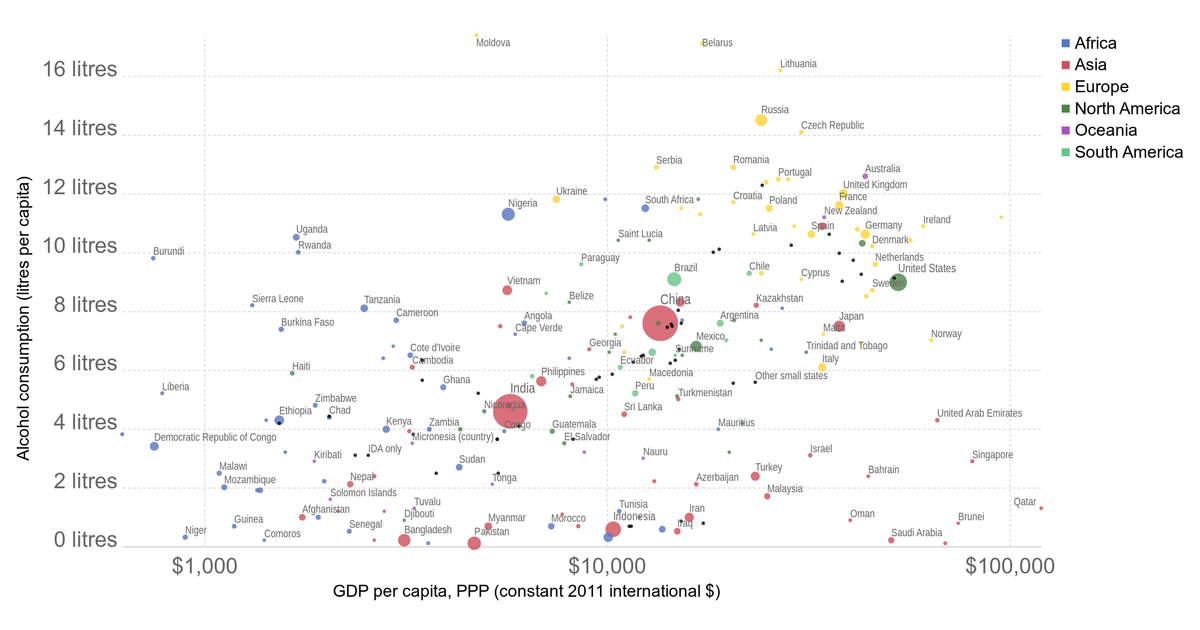 Moldova
Belarus
Africa
Asia
Europe
North America
Oceania
South America
Lithuania
16 litres
Russia
Czech Republic
14 litres
Serbia
Romania
Portugal
Australia
United Kingdom
12 litres
Ukraine
South Africa
Croatia
Poland
France
Nigeria
New Zealand
Ireland
Uganda
Saint Lucia
Latvia
Spain
Germany
Rwanda
Denmark
10 litres
Burundi
Paraguay
Netherlands
Brazil
Chile
Cyprus
United States
Vietnam
Sweden
Sierra Leone
Tanzania
Belize
China
Kazakhstan
8 litres
Burkina Faso
Cameroon
Angola
Cape Verde
Argentina
Japan
Malta
Georgia
Mexico
Norway
Cote d'Ivoire
Suriname
Trinidad and Tobago
Cambodia
Ecuador
Italy
6 litres
Haiti
Philippines
Macedonia
Other small states
Liberia
Ghana
India
Jamaica
Peru
Turkmenistan
Zimbabwe
Nicaragua
Sri Lanka
Ethiopia
Chad
United Arab Emirates
4 litres
Kenya
Zambia
Congo
Guatemala
Mauritius
Democratic Republic of Congo
Micronesia (country)
El Salvador
Kiribati
IDA only
Nauru
Israel
Malawi
Sudan
Singapore
Mozambique
Nepal
Tonga
Azerbaijan
Turkey
Bahrain
2 litres
Solomon Islands
Malaysia
Tuvalu
Tunisia
Qatar
Guinea
Afghanistan
Djibouti
Myanmar
Morocco
Indonesia
Iran
Oman
Brunei
Niger
Comoros
Senegal
Bangladesh
Pakistan
Iraq
Saudi Arabia
0 litres
$1,000
$10,000
$100,000
GDP per capita, PPP (constant 2011 international $)
Alcohol consumption (litres per capita)